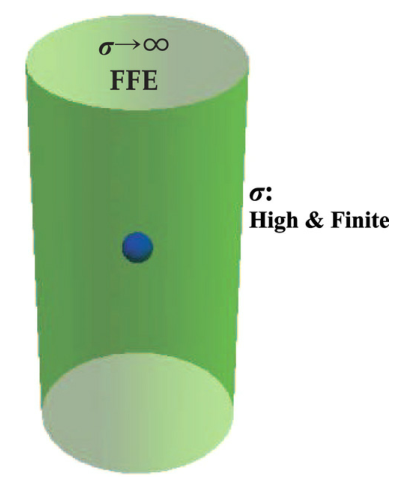 σ→∞
FFE
σ:
High & Finite